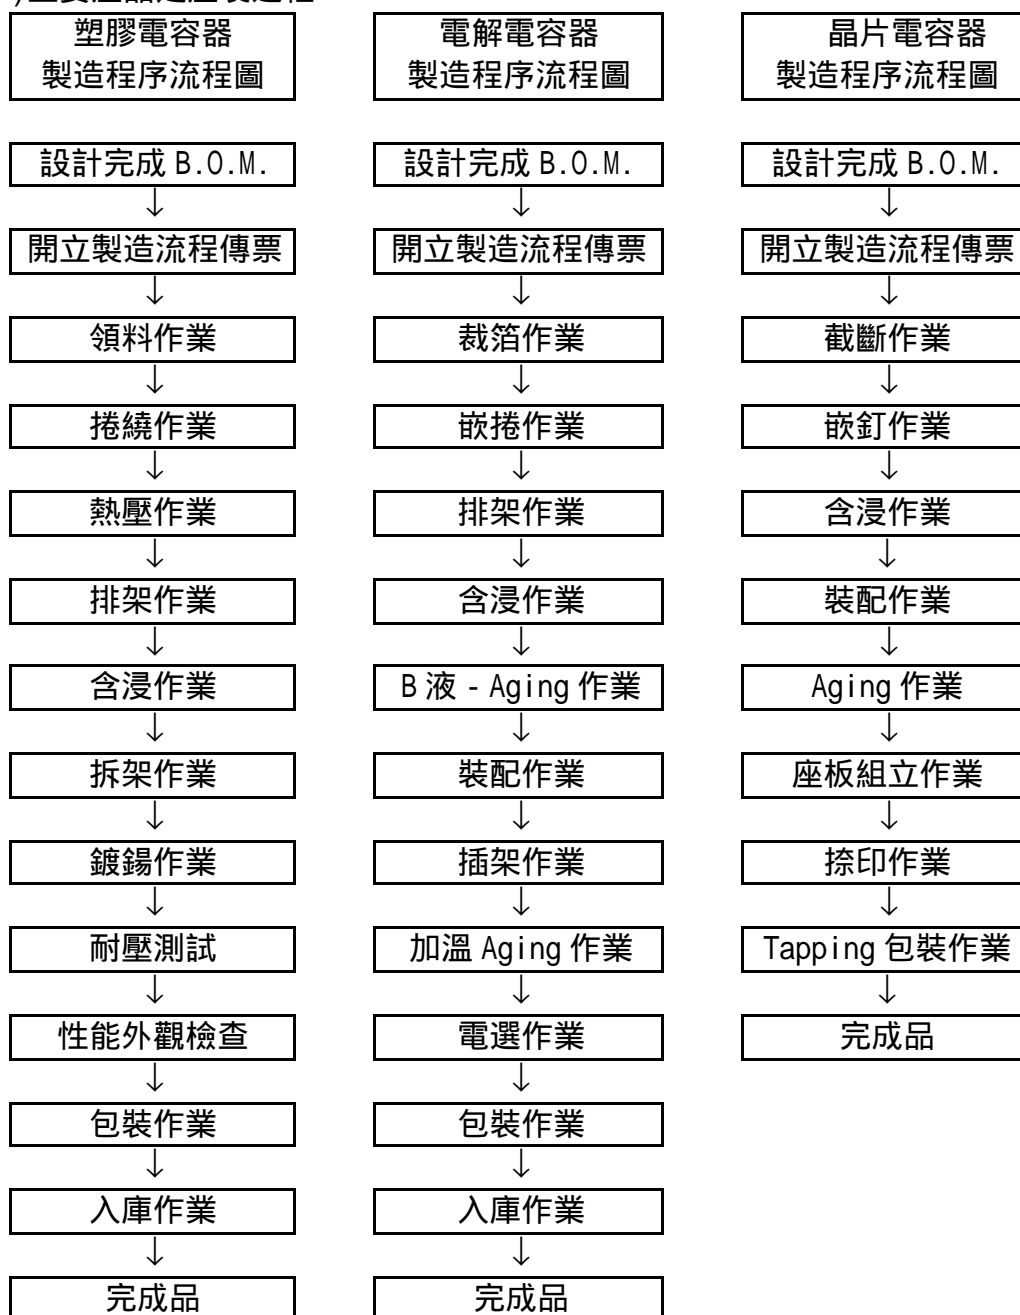 )主要產品之產製過程
塑膠電容器
製造程序流程圖
設計完成 B.O.M.
↓
開立製造流程傳票
↓
領料作業
↓
捲繞作業
↓
熱壓作業
↓
排架作業
↓
含浸作業
↓
拆架作業
↓
鍍錫作業
↓
耐壓測試
↓
性能外觀檢查
↓
包裝作業
↓
入庫作業
↓
完成品
電解電容器
製造程序流程圖
設計完成 B.O.M.
↓
開立製造流程傳票
↓
裁箔作業
↓
嵌捲作業
↓
排架作業
↓
含浸作業
↓
B 液 - Aging 作業
↓
裝配作業
↓
插架作業
↓
加溫 Aging 作業
↓
電選作業
↓
包裝作業
↓
入庫作業
↓
完成品
晶片電容器
製造程序流程圖
設計完成 B.O.M.
↓
開立製造流程傳票
↓
截斷作業
↓
嵌釘作業
↓
含浸作業
↓
裝配作業
↓
Aging 作業
↓
座板組立作業
↓
捺印作業
↓
Tapping 包裝作業
↓
完成品